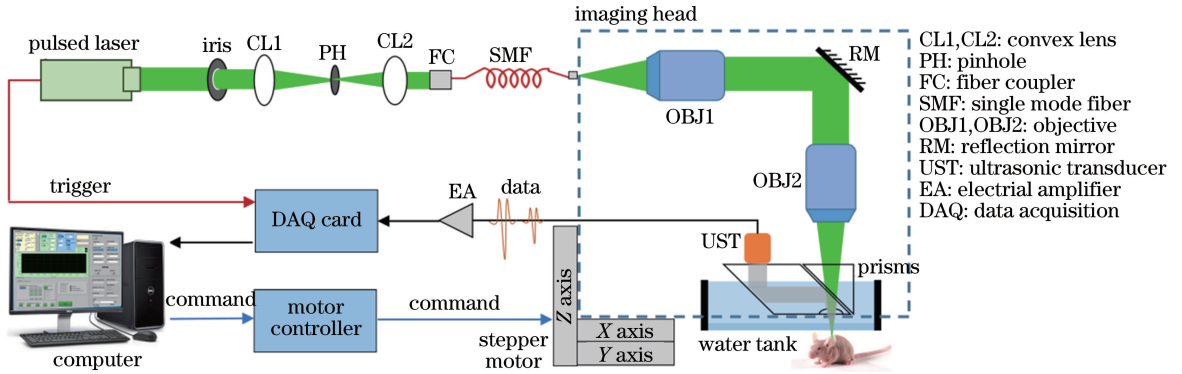 imaging head
pulsed laser
iris
CL1
PH
CL2
FC
SMF
RM
OBJ1
OBJ2
CL1,CL2: convex lens
PH: pinhole
FC: fiber coupler
SMF: single mode fiber
OBJ1,OBJ2: objective
RM: reflection mirror
UST: ultrasonic transducer
EA: electrial amplifier
DAQ: data acquisition
trigger
DAQ card
EA
data
UST
prisms
command
motor
controller
command
Z axis
X axis
Y axis
stepper
motor
water tank
computer